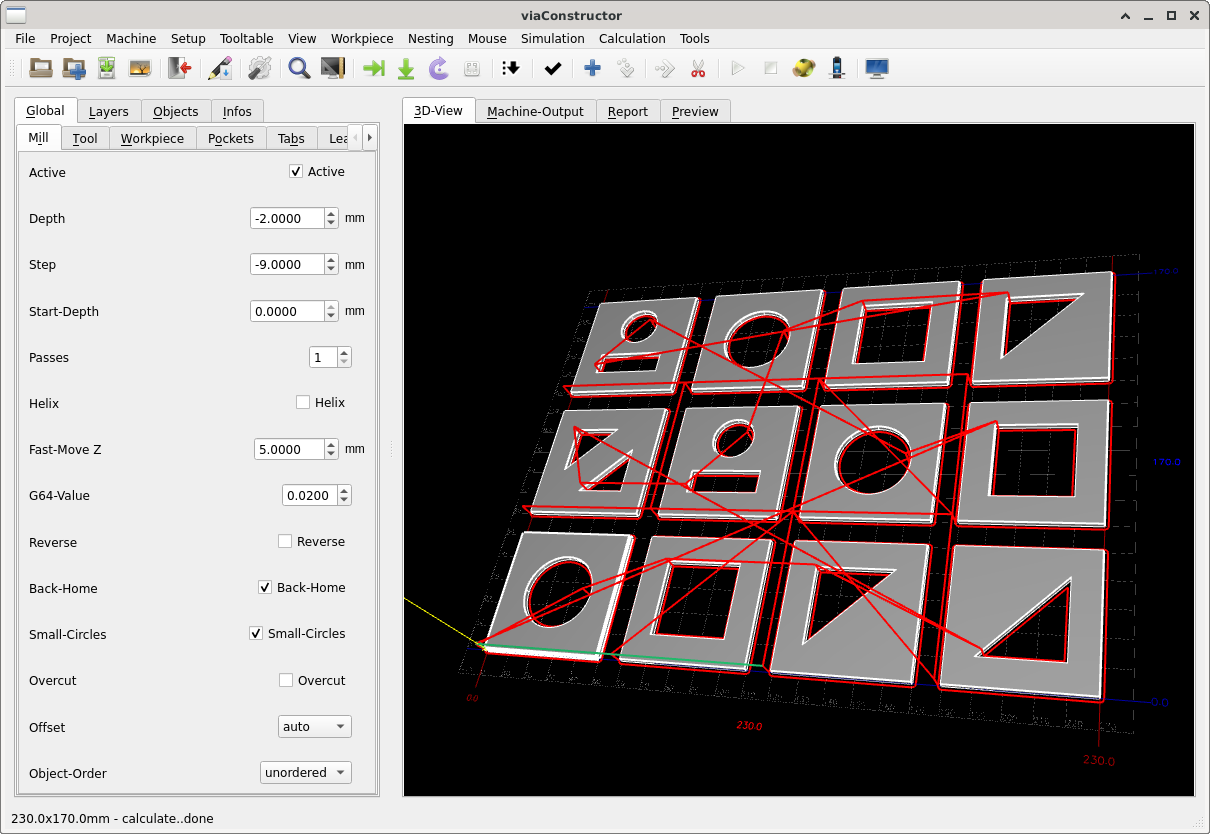 viaConstructor
File Project Machine Setup Tooltable View Workpiece Nesting Mouse Simulation Calculation Tools
Global Layers Objects Infos
3D-View Machine-Output Report Preview
Mill Tool Workpiece Pockets Tabs Lea
Active Active
Depth -2.0000 mm
Step -9.0000 mm
Start-Depth 0.0000 mm
Passes 1
Helix Helix
Fast-Move Z 5.0000 mm
G64-Value 0.0200
Reverse Reverse
Back-Home Back-Home
Small-Circles Small-Circles
Overcut Overcut
Offset auto
Object-Order unordered
170.0
0.0
0.0
230.0
230.0
230.0x170.0mm - calculate..done